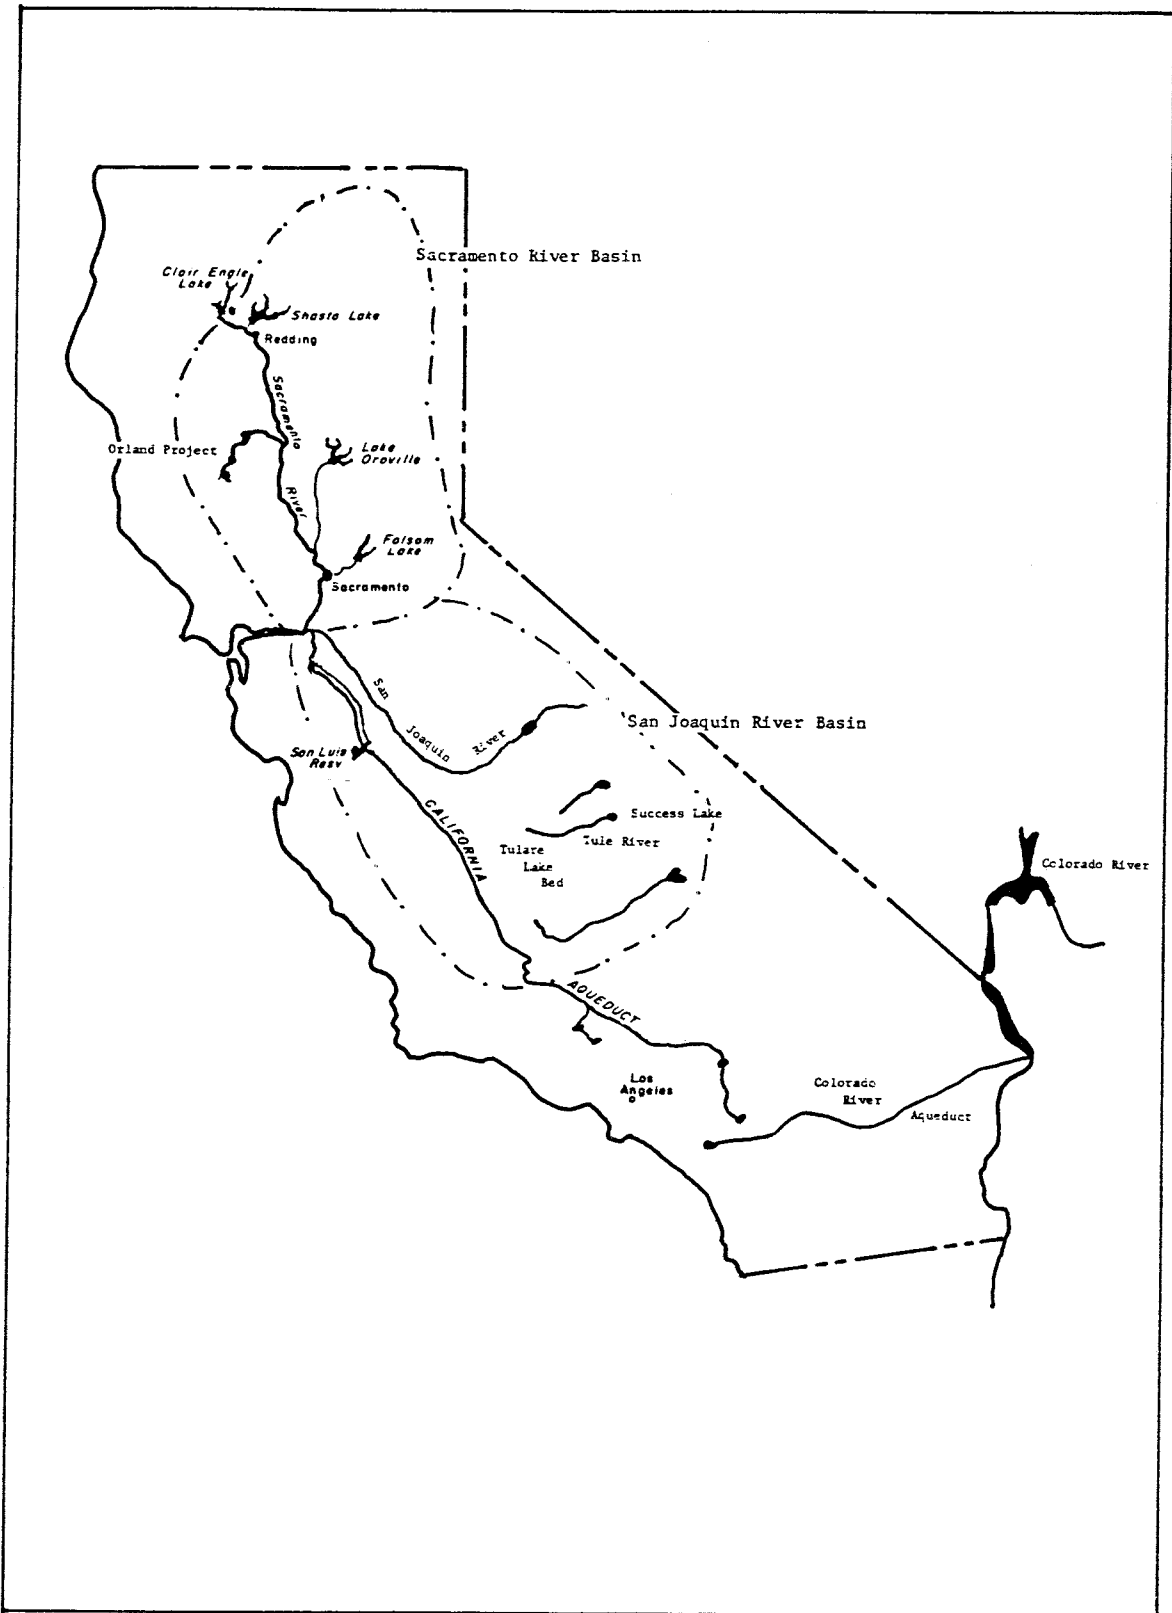 Sacramento River Basin
Clair Engle
Lake
Shasta Lake
Redding
Sacramento
River
Orland Project
Lake
Oroville
Folsom
Lake
Sacramento
San
Joaquin
River
San Joaquin River Basin
San Luis
Resv
CALIFORNIA
AQUEDUCT
Success Lake
Tule River
Tulare
Lake
Bed
Colorado River
Los
Angeles
Colorado
River
Aqueduct